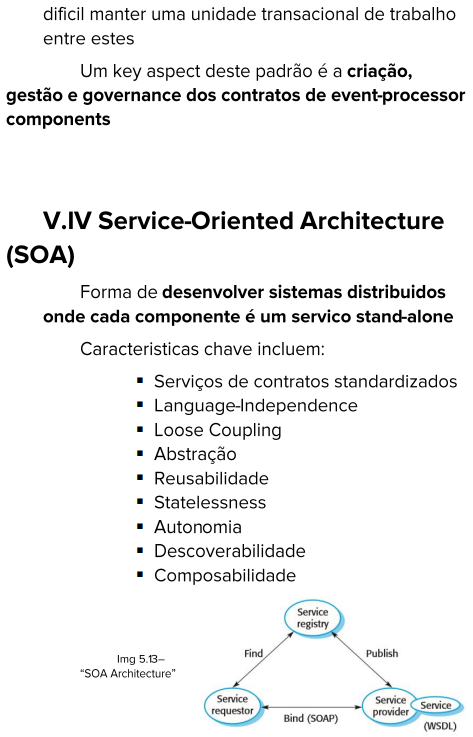 dificil manter uma unidade transacional de trabalho
entre estes
Um key aspect deste padrão é a criação,
gestão e governance dos contratos de event-processor
components
V.IV Service-Oriented Architecture
(SOA)
Forma de desenvolver sistemas distribuidos
onde cada componente é um servico stand-alone
Caracteristicas chave incluem:
▪ Serviços de contratos standardizados
▪ Language-Independence
▪ Loose Coupling
▪ Abstração
▪ Reusabilidade
▪ Statelessness
▪ Autonomia
▪ Descoverabilidade
▪ Composabilidade
Img 5.13–
“SOA Architecture”
Service
registry
Find
Publish
Service
requestor
Bind (SOAP)
Service
provider
Service
(WSDL)